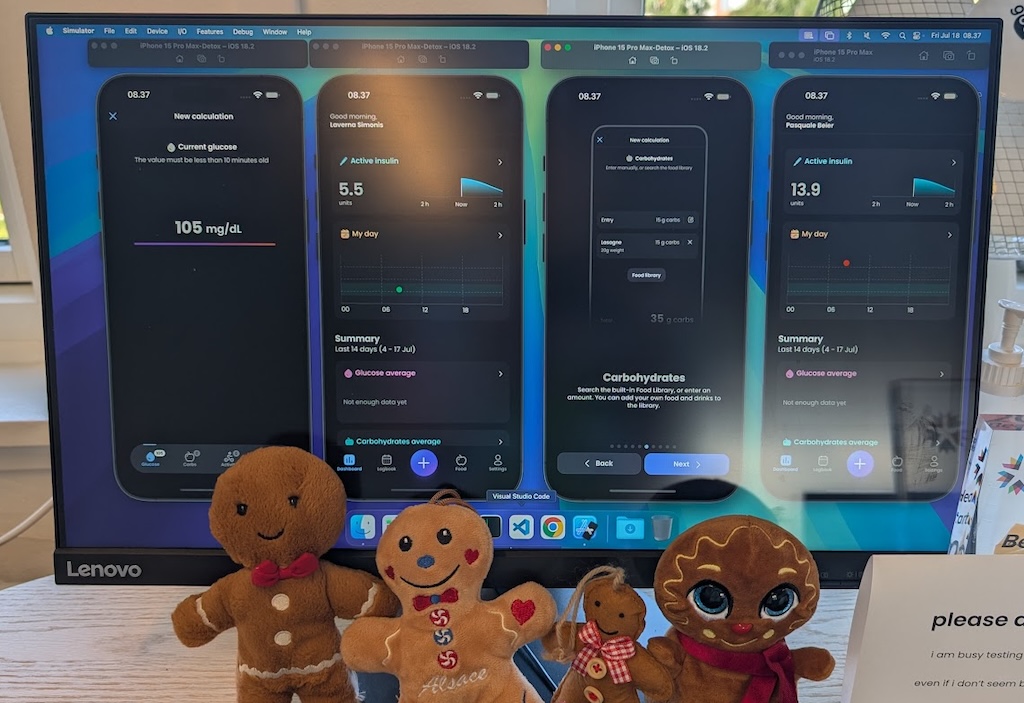 Simulator File Edit Device I/O Features Debug Window Help
Fri Jul 18 08.37
iPhone 15 Pro Max-Detox – iOS 18.2
iPhone 15 Pro Max-Detox – iOS 18.2
iPhone 15 Pro Max-Detox – iOS 18.2
iPhone 15 Pro Max
iOS 18.2
08.37
New calculation
Current glucose
The value must be less than 10 minutes old
105 mg/dL
Glucose
Carbs
08.37
Good morning,
Laverna Simonis
Active insulin
5.5
units
2 h
Now
2 h
My day
00
06
12
18
Summary
Last 14 days (4 - 17 Jul)
Glucose average
Not enough data yet
Carbohydrates average
Dashboard
Logbook
Food
Settings
08.37
New calculation
Carbohydrates
Enter manually, or search the food library
Entry
15 g carbs
Lasagne
15 g carbs
20g weight
Food library
35 g carbs
Carbohydrates
Search the built-in Food Library, or enter an
amount. You can add your own food and drinks to
the library.
Back
Next
08.37
Good morning,
Pasquale Beier
Active insulin
13.9
units
2 h
Now
2 h
My day
00
06
12
18
Summary
Last 14 days (4 - 17 Jul)
Glucose average
Not enough data yet
Carbohydrates average
Dashboard
Logbook
Food
Settings
Visual Studio Code
Lenovo
Alsace
Be
please
i am busy testing
even if i don't seem